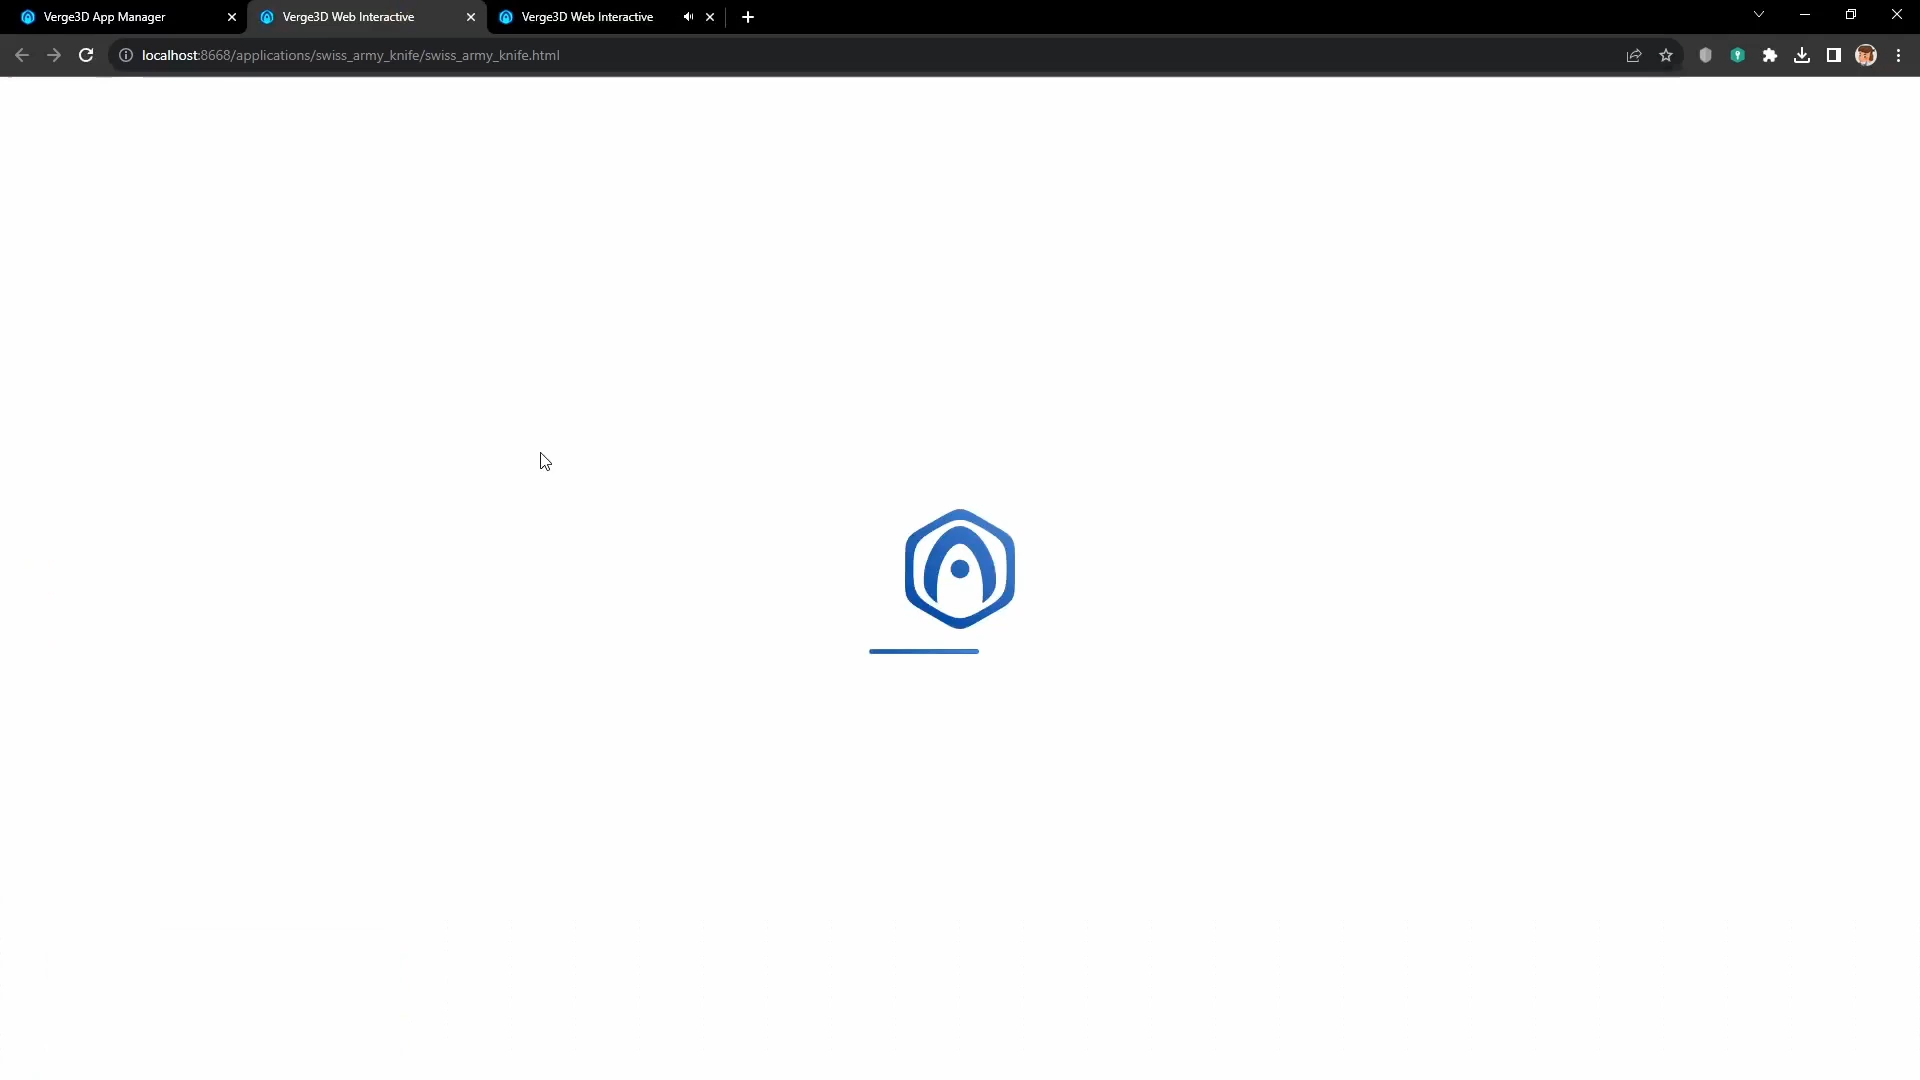 Verge3D App Manager
Verge3D Web Interactive
Verge3D Web Interactive
localhost:8668/applications/swiss_army_knife/swiss_army_knife.html